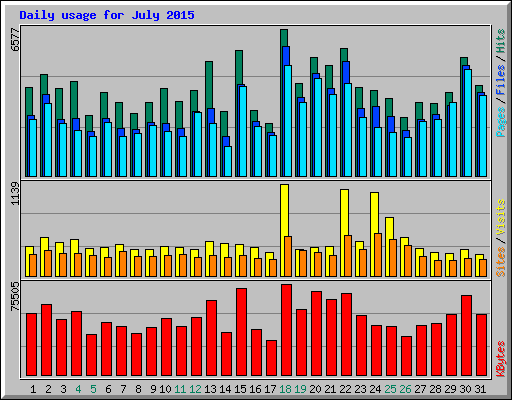 Daily usage for July 2015
6577
Pages / Files / Hits
1139
Sites / Visits
75505
KBytes
1 2 3 4 5 6 7 8 9 10 11 12 13 14 15 16 17 18 19 20 21 22 23 24 25 26 27 28 29 30 31